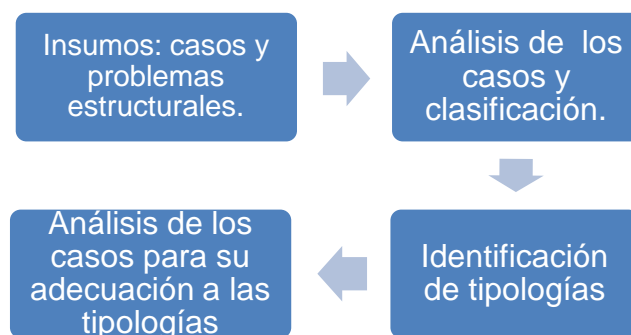 Insumos: casos y
problemas
estructurales.
Análisis de los
casos y
clasificación.
Identificación
de tipologías
Análisis de los
casos para su
adecuación a las
tipologías